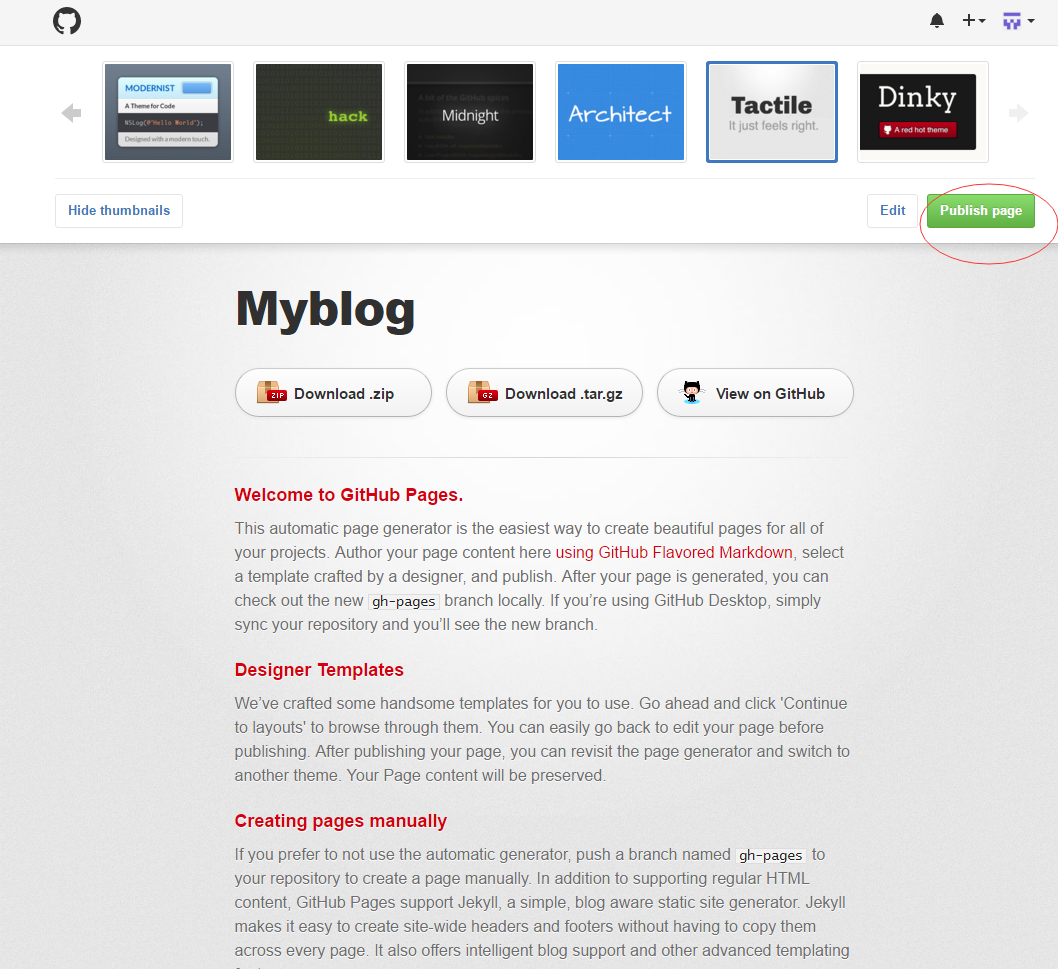 MODERNIST
A Theme for Code
NSLog(@"Hello World");
Designed with a modern touch.
hack
A bit of the GitHub spices
Midnight
Architect
Tactile
It just feels right.
Dinky
A red hot theme
Hide thumbnails
Edit
Publish page
Myblog
ZIP
Download .zip
GZ
Download .tar.gz
View on GitHub
Welcome to GitHub Pages.
This automatic page generator is the easiest way to create beautiful pages for all of
your projects. Author your page content here using GitHub Flavored Markdown, select
a template crafted by a designer, and publish. After your page is generated, you can
check out the new gh-pages branch locally. If you’re using GitHub Desktop, simply
sync your repository and you’ll see the new branch.
Designer Templates
We’ve crafted some handsome templates for you to use. Go ahead and click 'Continue
to layouts' to browse through them. You can easily go back to edit your page before
publishing. After publishing your page, you can revisit the page generator and switch to
another theme. Your Page content will be preserved.
Creating pages manually
If you prefer to not use the automatic generator, push a branch named gh-pages to
your repository to create a page manually. In addition to supporting regular HTML
content, GitHub Pages support Jekyll, a simple, blog aware static site generator. Jekyll
makes it easy to create site-wide headers and footers without having to copy them
across every page. It also offers intelligent blog support and other advanced templating